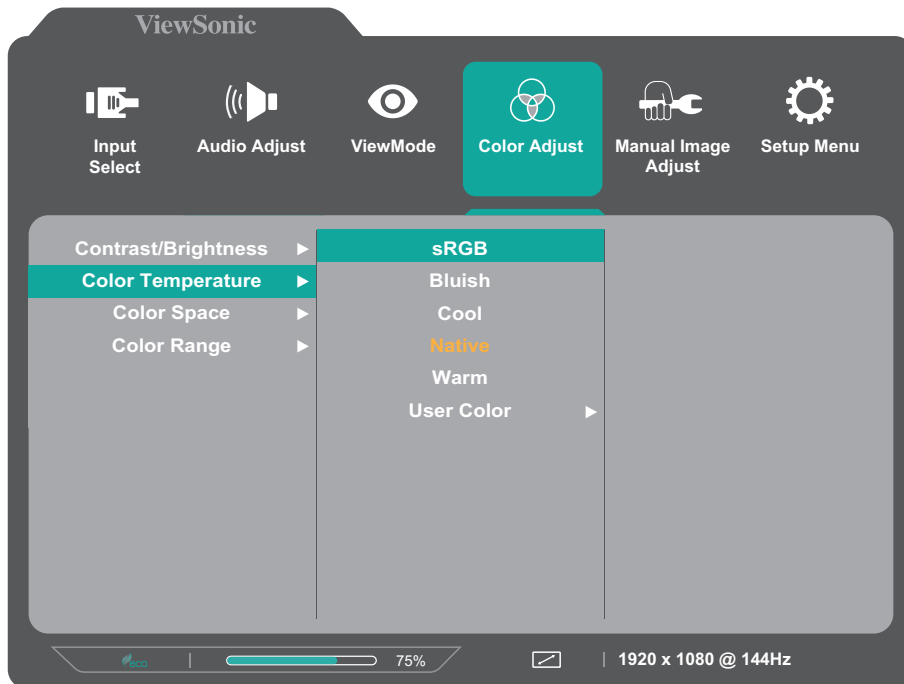 ViewSonic
Input
Select
Audio Adjust
ViewMode
Color Adjust
Manual Image
Adjust
Setup Menu
Contrast/Brightness
Color Temperature
Color Space
Color Range
sRGB
Bluish
Cool
Native
Warm
User Color
eco
75%
1920 x 1080 @ 144Hz